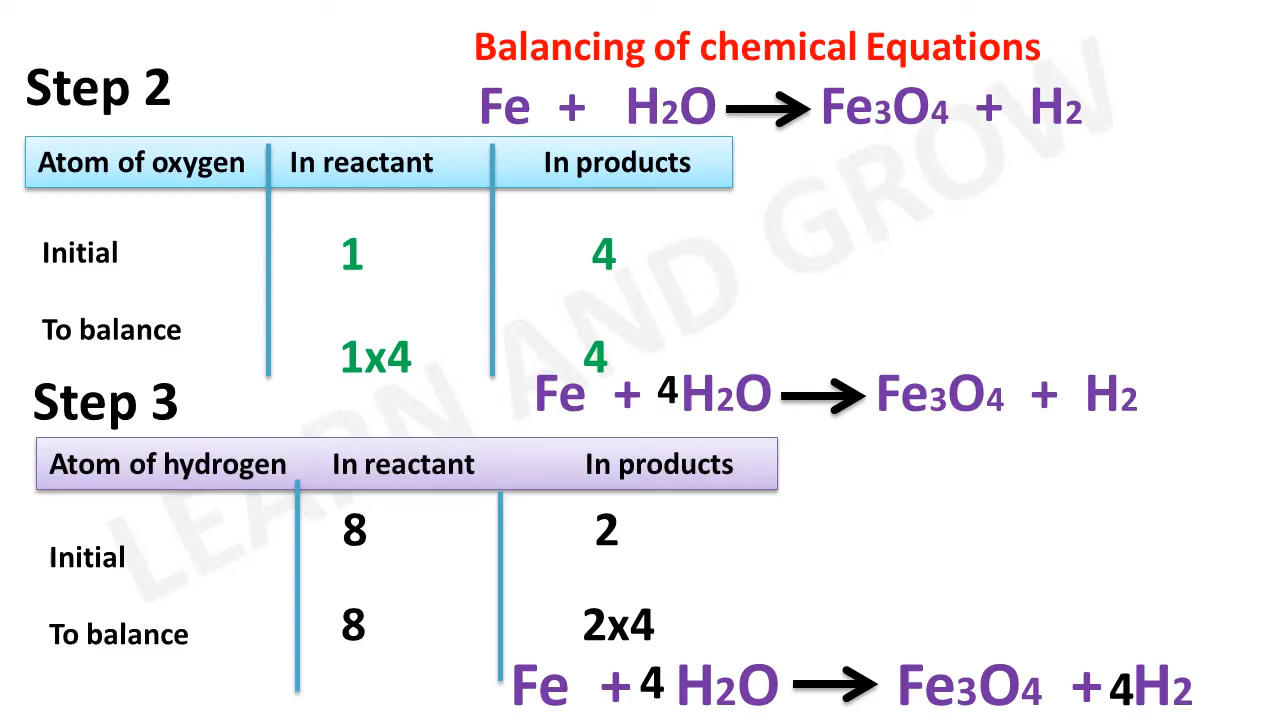 Balancing of chemical Equations
Step 2
Fe + H2O → Fe3O4 + H2
Atom of oxygen In reactant In products
Initial 1 4
To balance 1x4 4
Step 3
Fe + 4H2O → Fe3O4 + H2
Atom of hydrogen In reactant In products
Initial 8 2
To balance 8 2x4
Fe + 4 H2O → Fe3O4 + 4H2
LEARN AND GROW